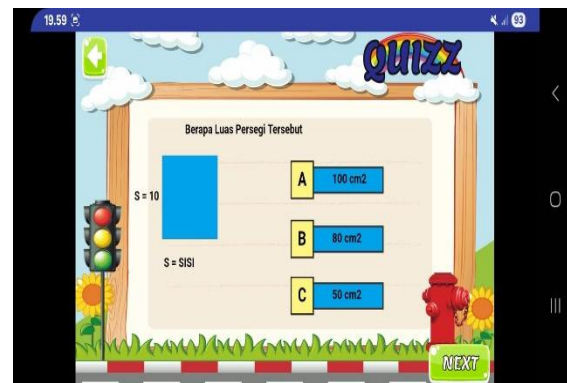 19.59
93
QUIZZ
Berapa Luas Persegi Tersebut
S = 10
S = SISI
A 100 cm2
B 80 cm2
C 50 cm2
NEXT